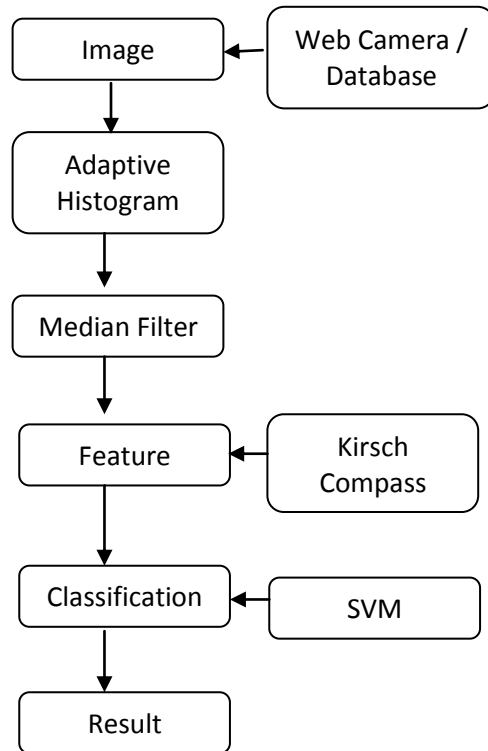 Image
Web Camera /
Database
Adaptive
Histogram
Median Filter
Feature
Kirsch
Compass
Classification
SVM
Result